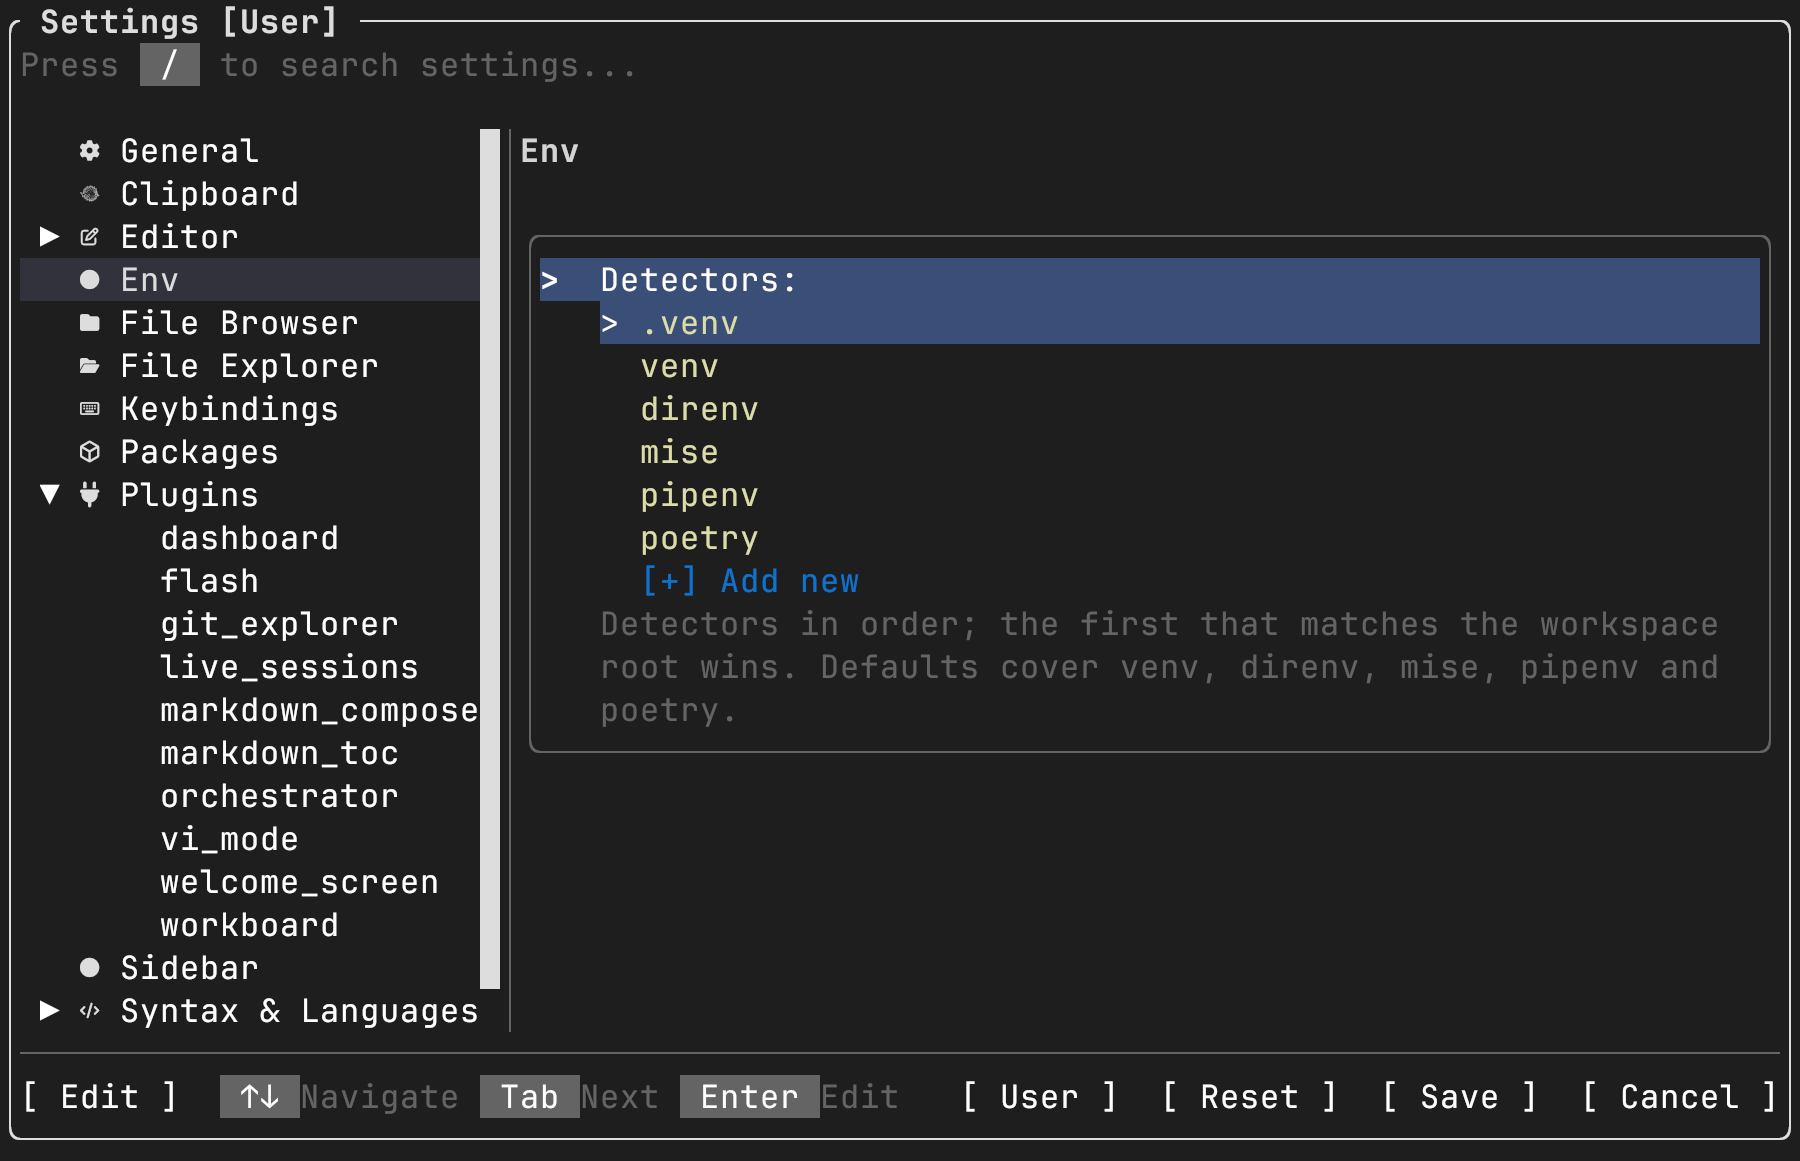 Settings [User]
Press / to search settings...
General
Clipboard
▶ Editor
Env
File Browser
File Explorer
Keybindings
Packages
▼ Plugins
dashboard
flash
git_explorer
live_sessions
markdown_compose
markdown_toc
orchestrator
vi_mode
welcome_screen
workboard
Sidebar
▶ </> Syntax & Languages
Env
> Detectors:
> .venv
venv
direnv
mise
pipenv
poetry
[+] Add new
Detectors in order; the first that matches the workspace
root wins. Defaults cover venv, direnv, mise, pipenv and
poetry.
[ Edit ] ↑↓ Navigate Tab Next Enter Edit [ User ] [ Reset ] [ Save ] [ Cancel ]